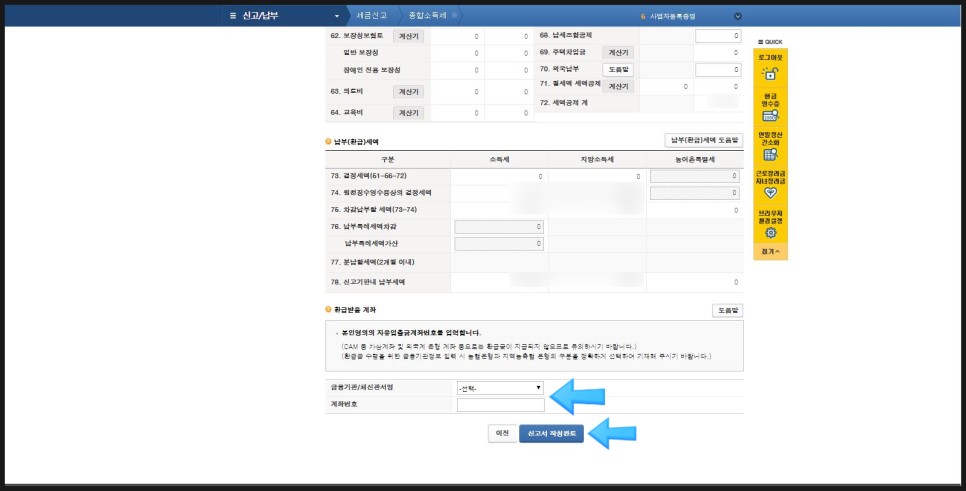 ☰ 신고/납부
세금신고
종합소득세
6 사업자등록증명
62. 보장성보험료 계산기 0 0
일반 보장성 0 0
장애인 전용 보장성 0 0
63. 의료비 계산기 0 0
64. 교육비 계산기 0 0
68. 납세조합공제 0
69. 주택차입금 계산기 0
70. 외국납부 도움말 0
71. 월세액 세액공제 계산기 0 0
72. 세액공제 계
납부(환급)세액
납부(환급)세액 도움말
구분 소득세 지방소득세 농어촌특별세
73. 결정세액(61-66-72) 0 0 0
74. 원천징수영수증상의 결정세액 0
75. 차감납부할 세액(73-74) 0
76. 납부특례세액차감 0
납부특례세액가산 0
77. 분납할세액(2개월 이내)
78. 신고기한내 납부세액 0
환급받을 계좌
도움말
- 본인명의의 자유입출금계좌번호를 입력합니다.
(CMA 등 가상계좌 및 외국계 은행 계좌 등으로는 환급금이 지급되지 않으므로 유의하시기 바랍니다.)
(환급금 수령을 위한 금융기관정보 입력 시 농협은행과 지역농축협 은행의 구분을 정확하게 선택하여 기재해 주시기 바랍니다.)
금융기관/체신관서명 -선택-
계좌번호
이전 신고서 작성완료
☰ QUICK
로그아웃
현금
영수증
연말정산
간소화
근로장려금
자녀장려금
브라우저
환경설정
접기